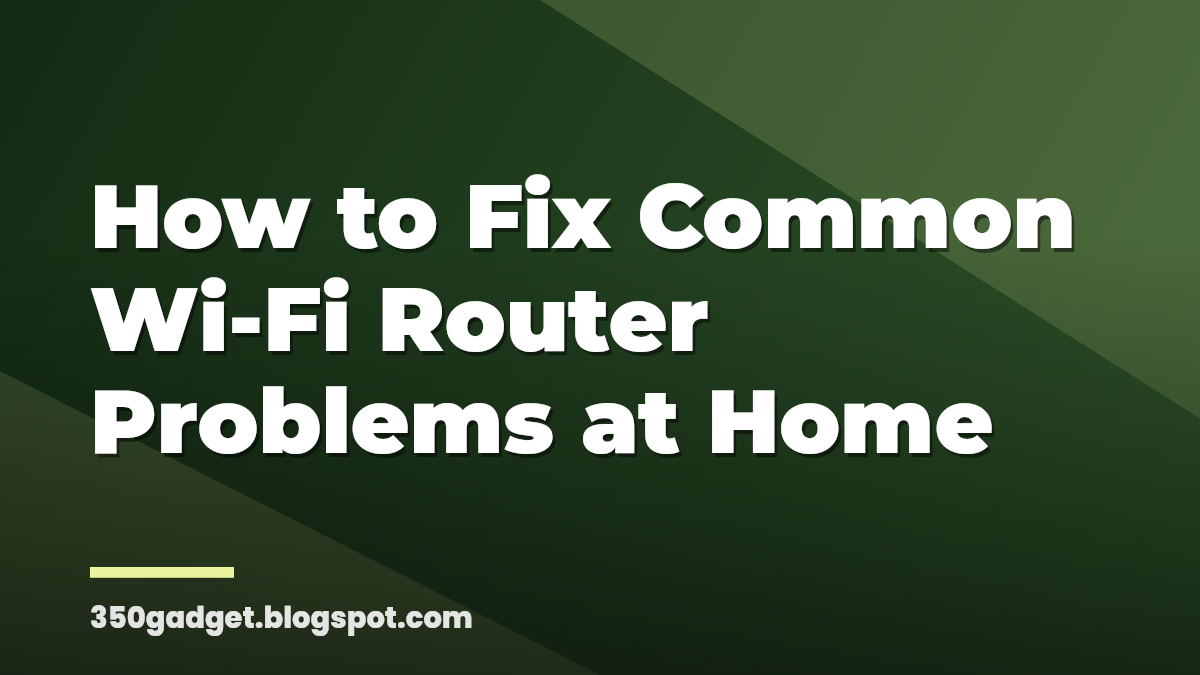 How to Fix Common
Wi-Fi Router
Problems at Home
350gadget.blogspot.com